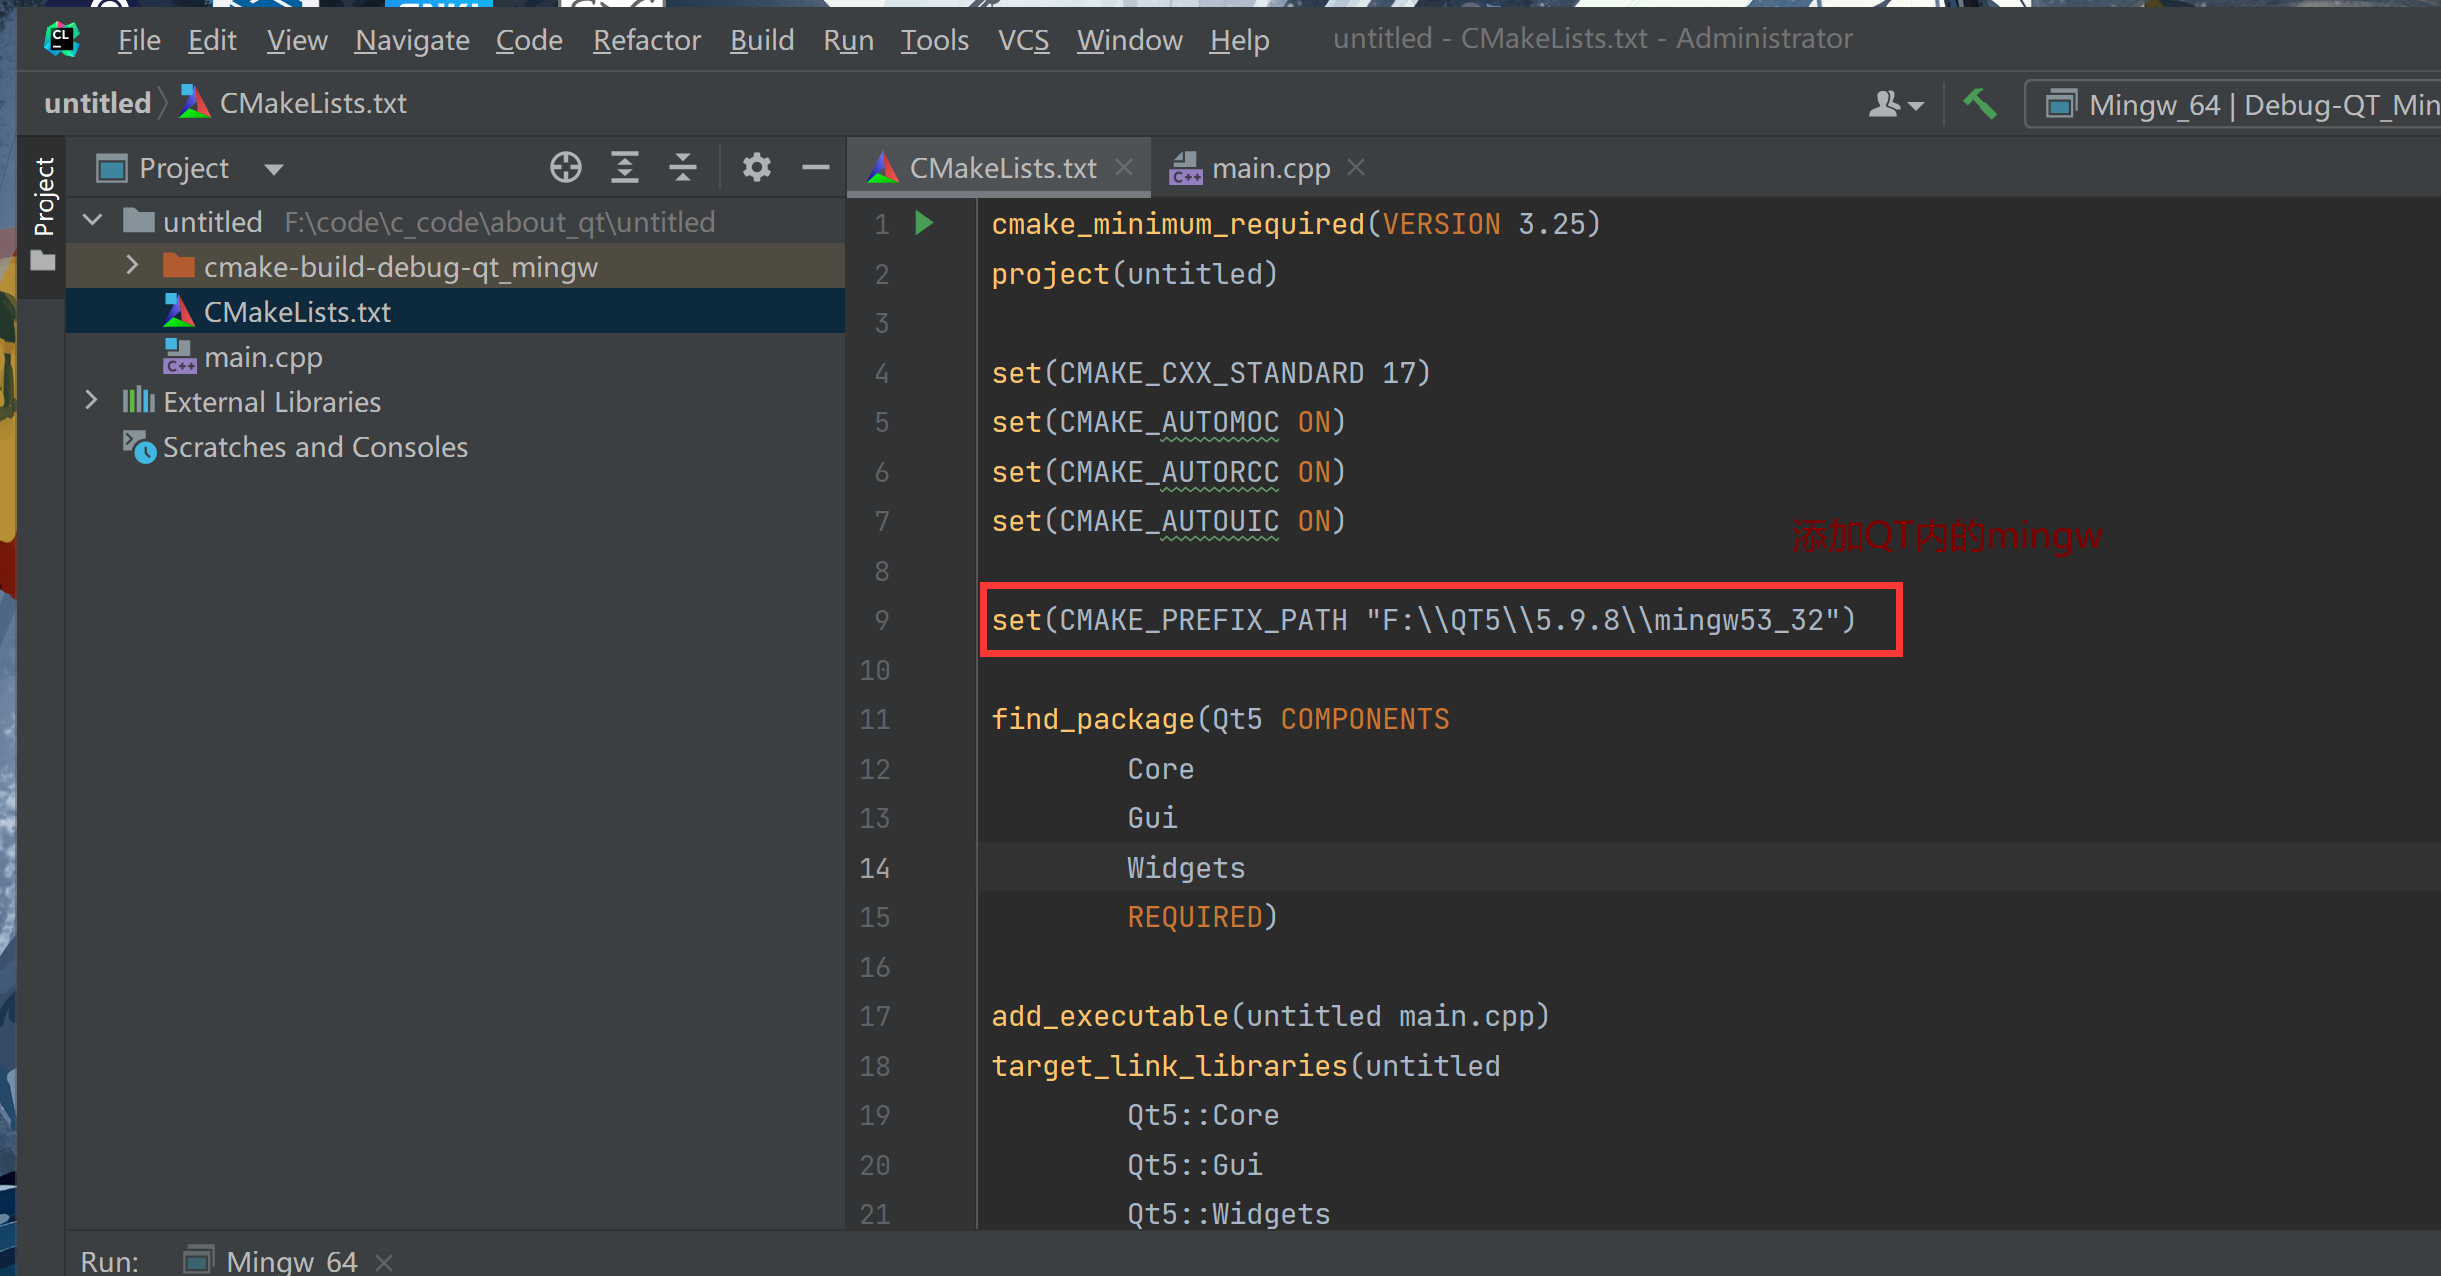 File Edit View Navigate Code Refactor Build Run Tools VCS Window Help untitled - CMakeLists.txt - Administrator
untitled CMakeLists.txt Mingw_64 | Debug-QT_Min
Project CMakeLists.txt main.cpp
Project
untitled F:\code\c_code\about_qt\untitled
cmake-build-debug-qt_mingw
CMakeLists.txt
main.cpp
External Libraries
Scratches and Consoles
1 cmake_minimum_required(VERSION 3.25)
2 project(untitled)
3
4 set(CMAKE_CXX_STANDARD 17)
5 set(CMAKE_AUTOMOC ON)
6 set(CMAKE_AUTORCC ON)
7 set(CMAKE_AUTOUIC ON)
添加QT内的mingw
8
9 set(CMAKE_PREFIX_PATH "F:\\QT5\\5.9.8\\mingw53_32")
10
11 find_package(Qt5 COMPONENTS
12 Core
13 Gui
14 Widgets
15 REQUIRED)
16
17 add_executable(untitled main.cpp)
18 target_link_libraries(untitled
19 Qt5::Core
20 Qt5::Gui
21 Qt5::Widgets
Run: Mingw_64